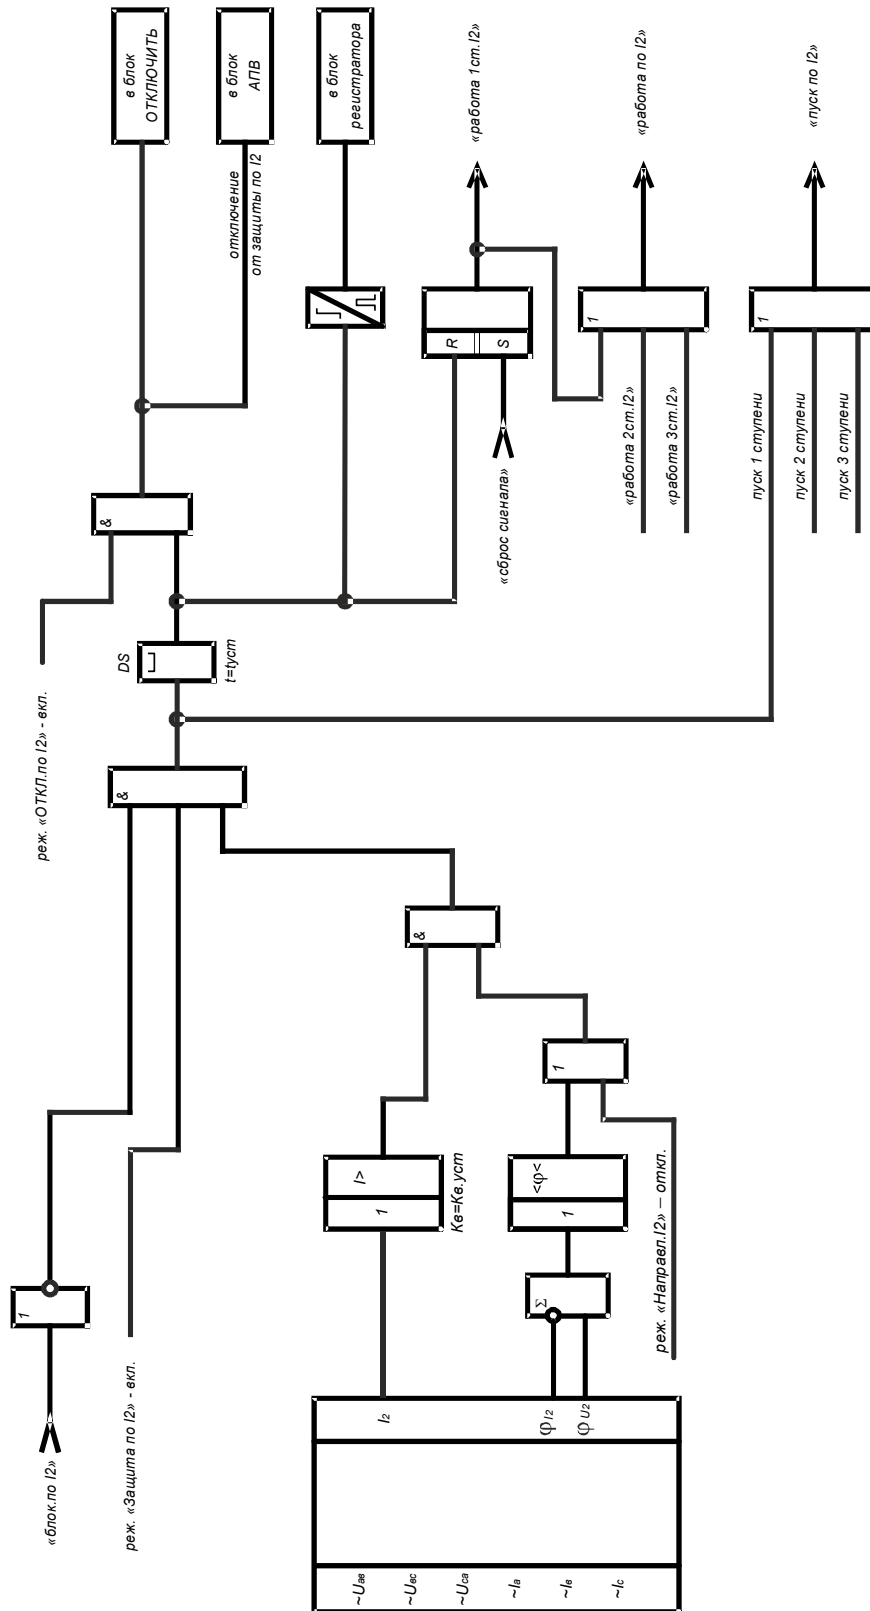 в блок
ОТКЛЮЧИТЬ
в блок
АПВ
в блок
регистратора
«работа 1ст.I2»
«работа по I2»
«пуск по I2»
отключение
от защиты по I2
R
S
1
1
«работа 2ст.I2»
«работа 3ст.I2»
пуск 1 ступени
пуск 2 ступени
пуск 3 ступени
«сброс сигнала»
&
DS
t=tуст
реж. «ОТКЛ.по I2» - вкл.
&
&
1
I>
1
Кв=Кв.уст
<φ<
1
Σ
реж. «Направл.I2» – откл.
1
«блок.по I2»
реж. «Защита по I2» - вкл.
I2
φI2
φU2
~Uав
~Uвс
~Uса
~Iа
~Iв
~Iс